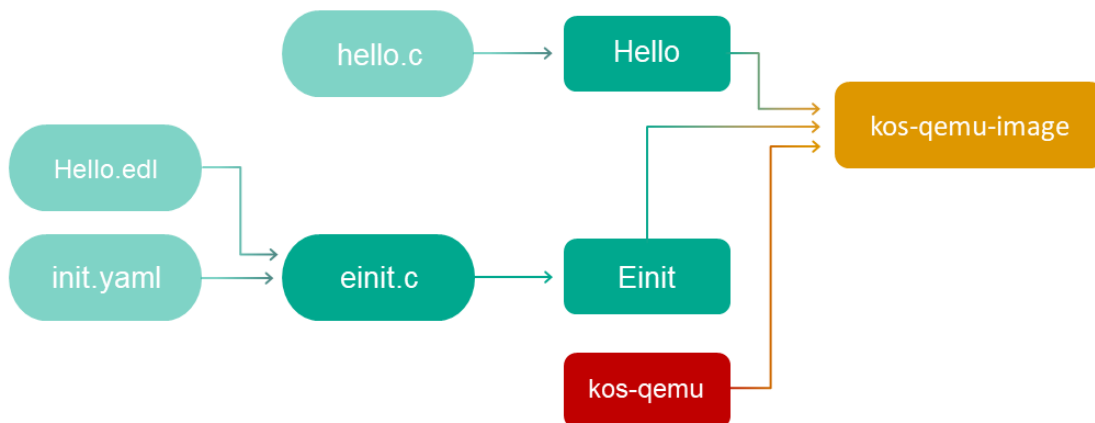 hello.c
Hello
kos-qemu-image
Hello.edl
init.yaml
einit.c
Einit
kos-qemu